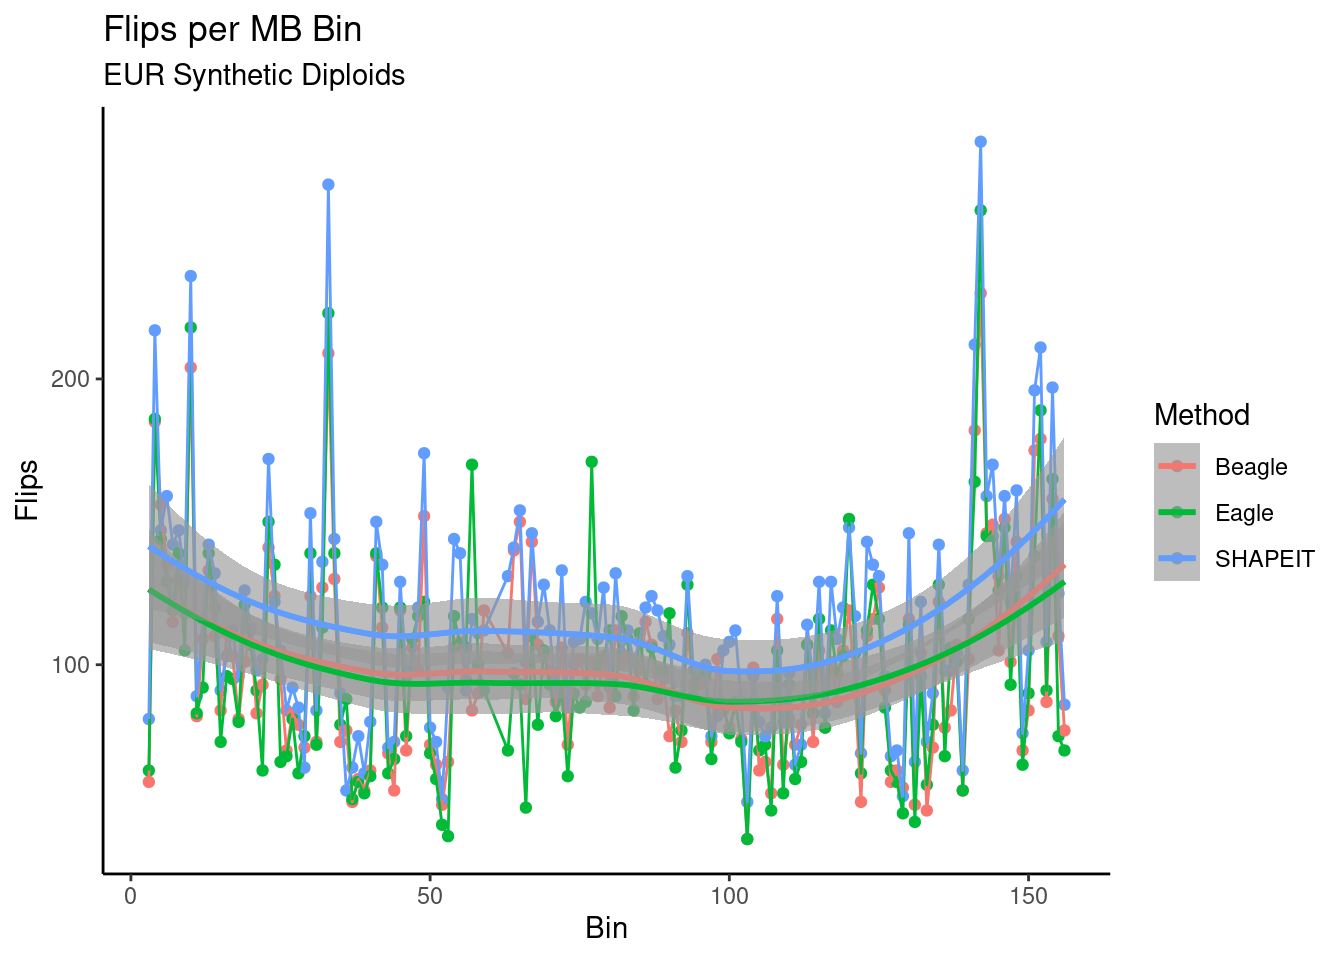 Flips per MB Bin
EUR Synthetic Diploids
200
100
Flips
0
50
100
150
Bin
Method
Beagle
Eagle
SHAPEIT